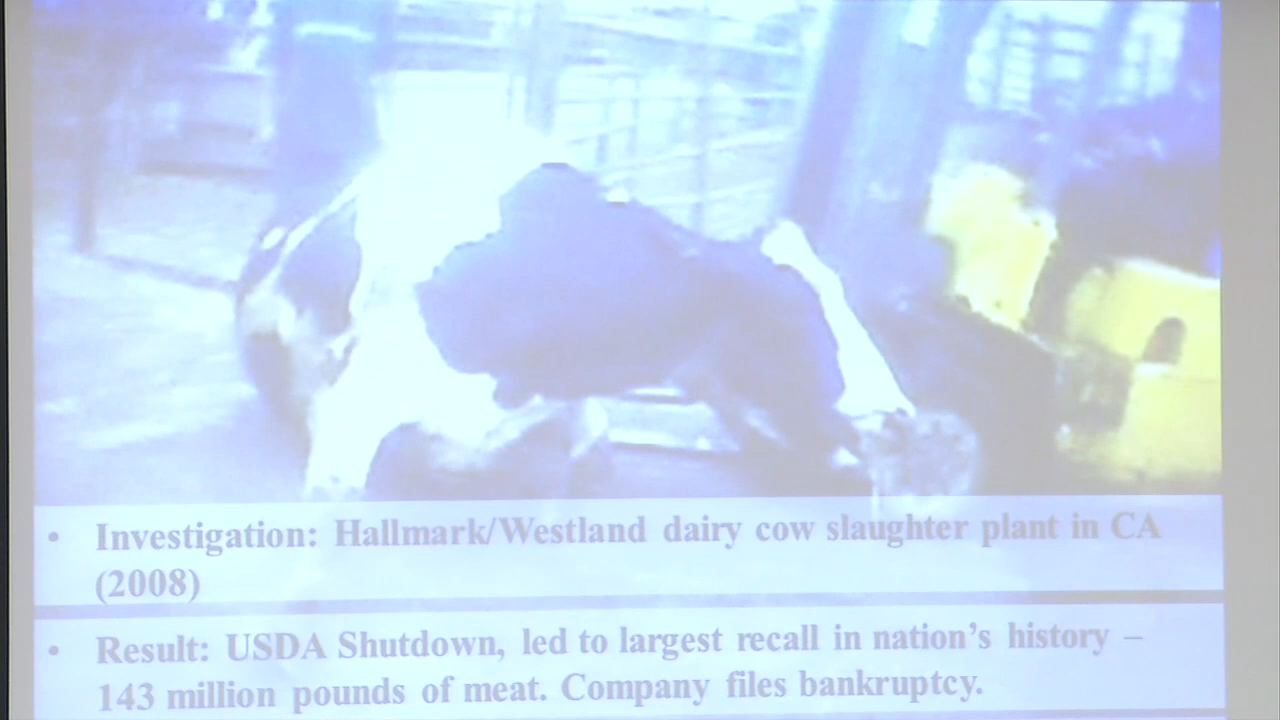 • Investigation: Hallmark/Westland dairy cow slaughter plant in CA
(2008)
• Result: USDA Shutdown, led to largest recall in nation's history –
143 million pounds of meat. Company files bankruptcy.